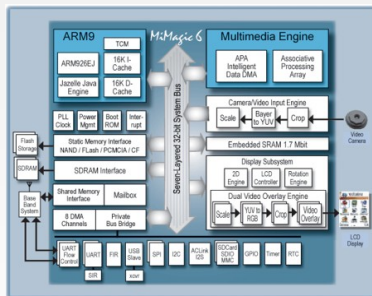 ARM9
MiMagic 6
Multimedia Engine
TCM
ARM926EJ
16K I-
Cache
Jazelle Java
Engine
16K D-
Cache
APA
Intelligent
Data DMA
Associative
Processing
Array
PLL
Clock
Power
Mgmt
Boot
ROM
Inter-
rupt
Seven-Layered 32-bit System Bus
Camera/Video Input Engine
Scale
Bayer
to YUV
Crop
Video
Camera
Flash
Storage
Static Memory Interface
NAND / Flash / PCMCIA / CF
Embedded SRAM 1.7 Mbit
SDRAM
SDRAM Interface
Display Subsystem
2D
Engine
LCD
Controller
Rotation
Engine
Base
Band
System
Shared Memory
Interface
Mailbox
Dual Video Overlay Engine
Scale
YUV to
RGB
Crop
Video
Overlay
8 DMA
Channels
Private
Bus Bridge
LCD
Display
UART
Flow
Control
UART
FIR
USB
Slave
SPI
I2C
ACLink
I2S
SDCard
SDIO
MMC
GPIO
Timer
RTC
SIR